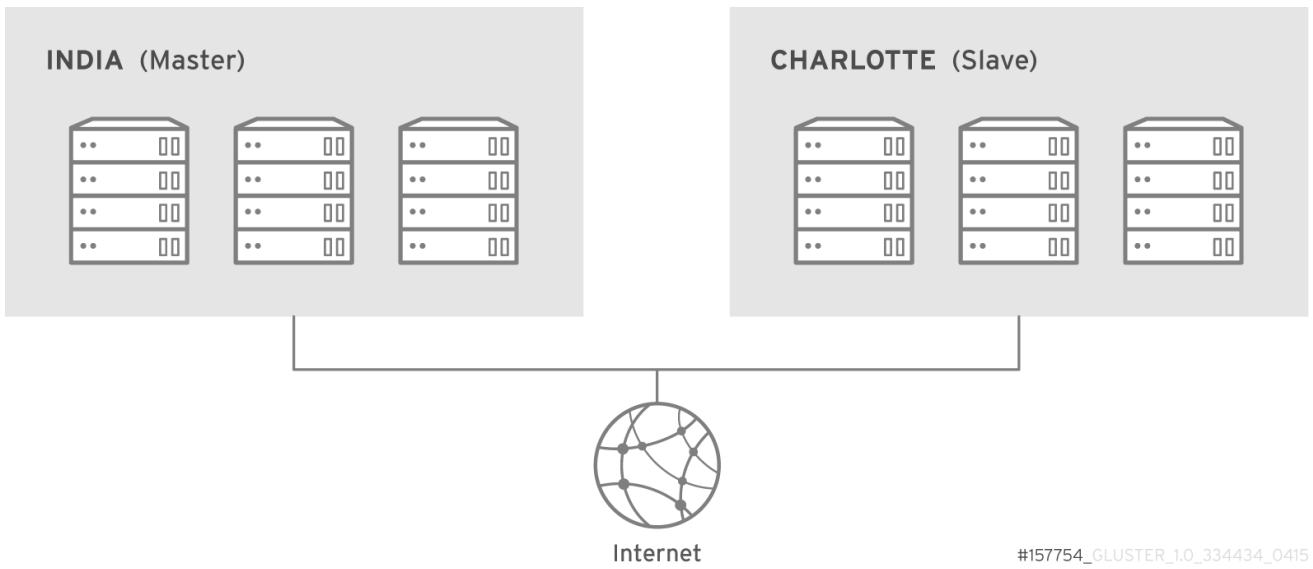 INDIA (Master)
CHARLOTTE (Slave)
Internet
#157754_GLUSTER_1.0_334434_0415